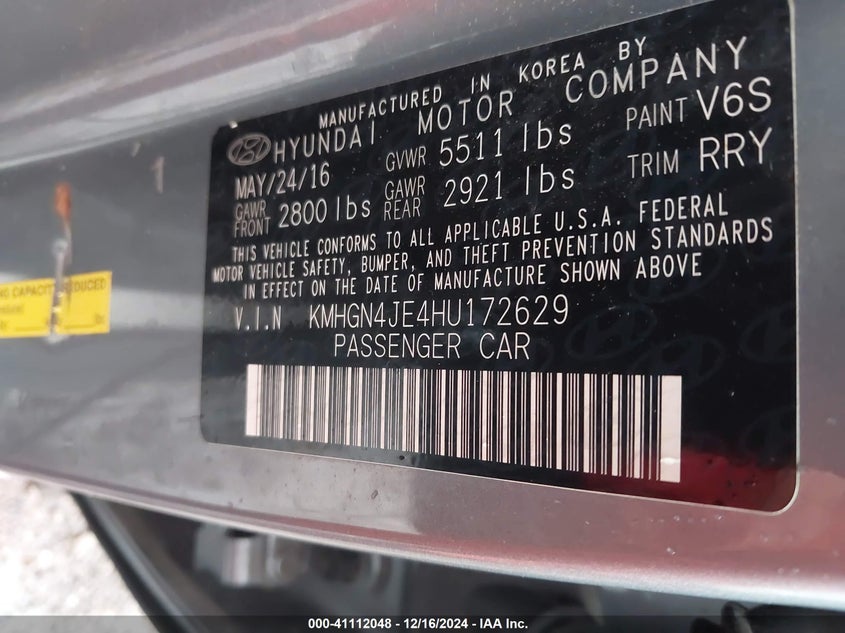 MANUFACTURED IN KOREA BY
HYUNDAI MOTOR COMPANY
MAY/24/16 GVWR 5511 lbs PAINT V6S
GAWR FRONT 2800 lbs GAWR REAR 2921 lbs TRIM RRY
THIS VEHICLE CONFORMS TO ALL APPLICABLE U.S.A. FEDERAL
MOTOR VEHICLE SAFETY, BUMPER, AND THEFT PREVENTION STANDARDS
IN EFFECT ON THE DATE OF MANUFACTURE SHOWN ABOVE
V.I.N KMHGN4JE4HU172629
PASSENGER CAR
CAPACITY REDUCED
000-41112048 - 12/16/2024 - IAA Inc.